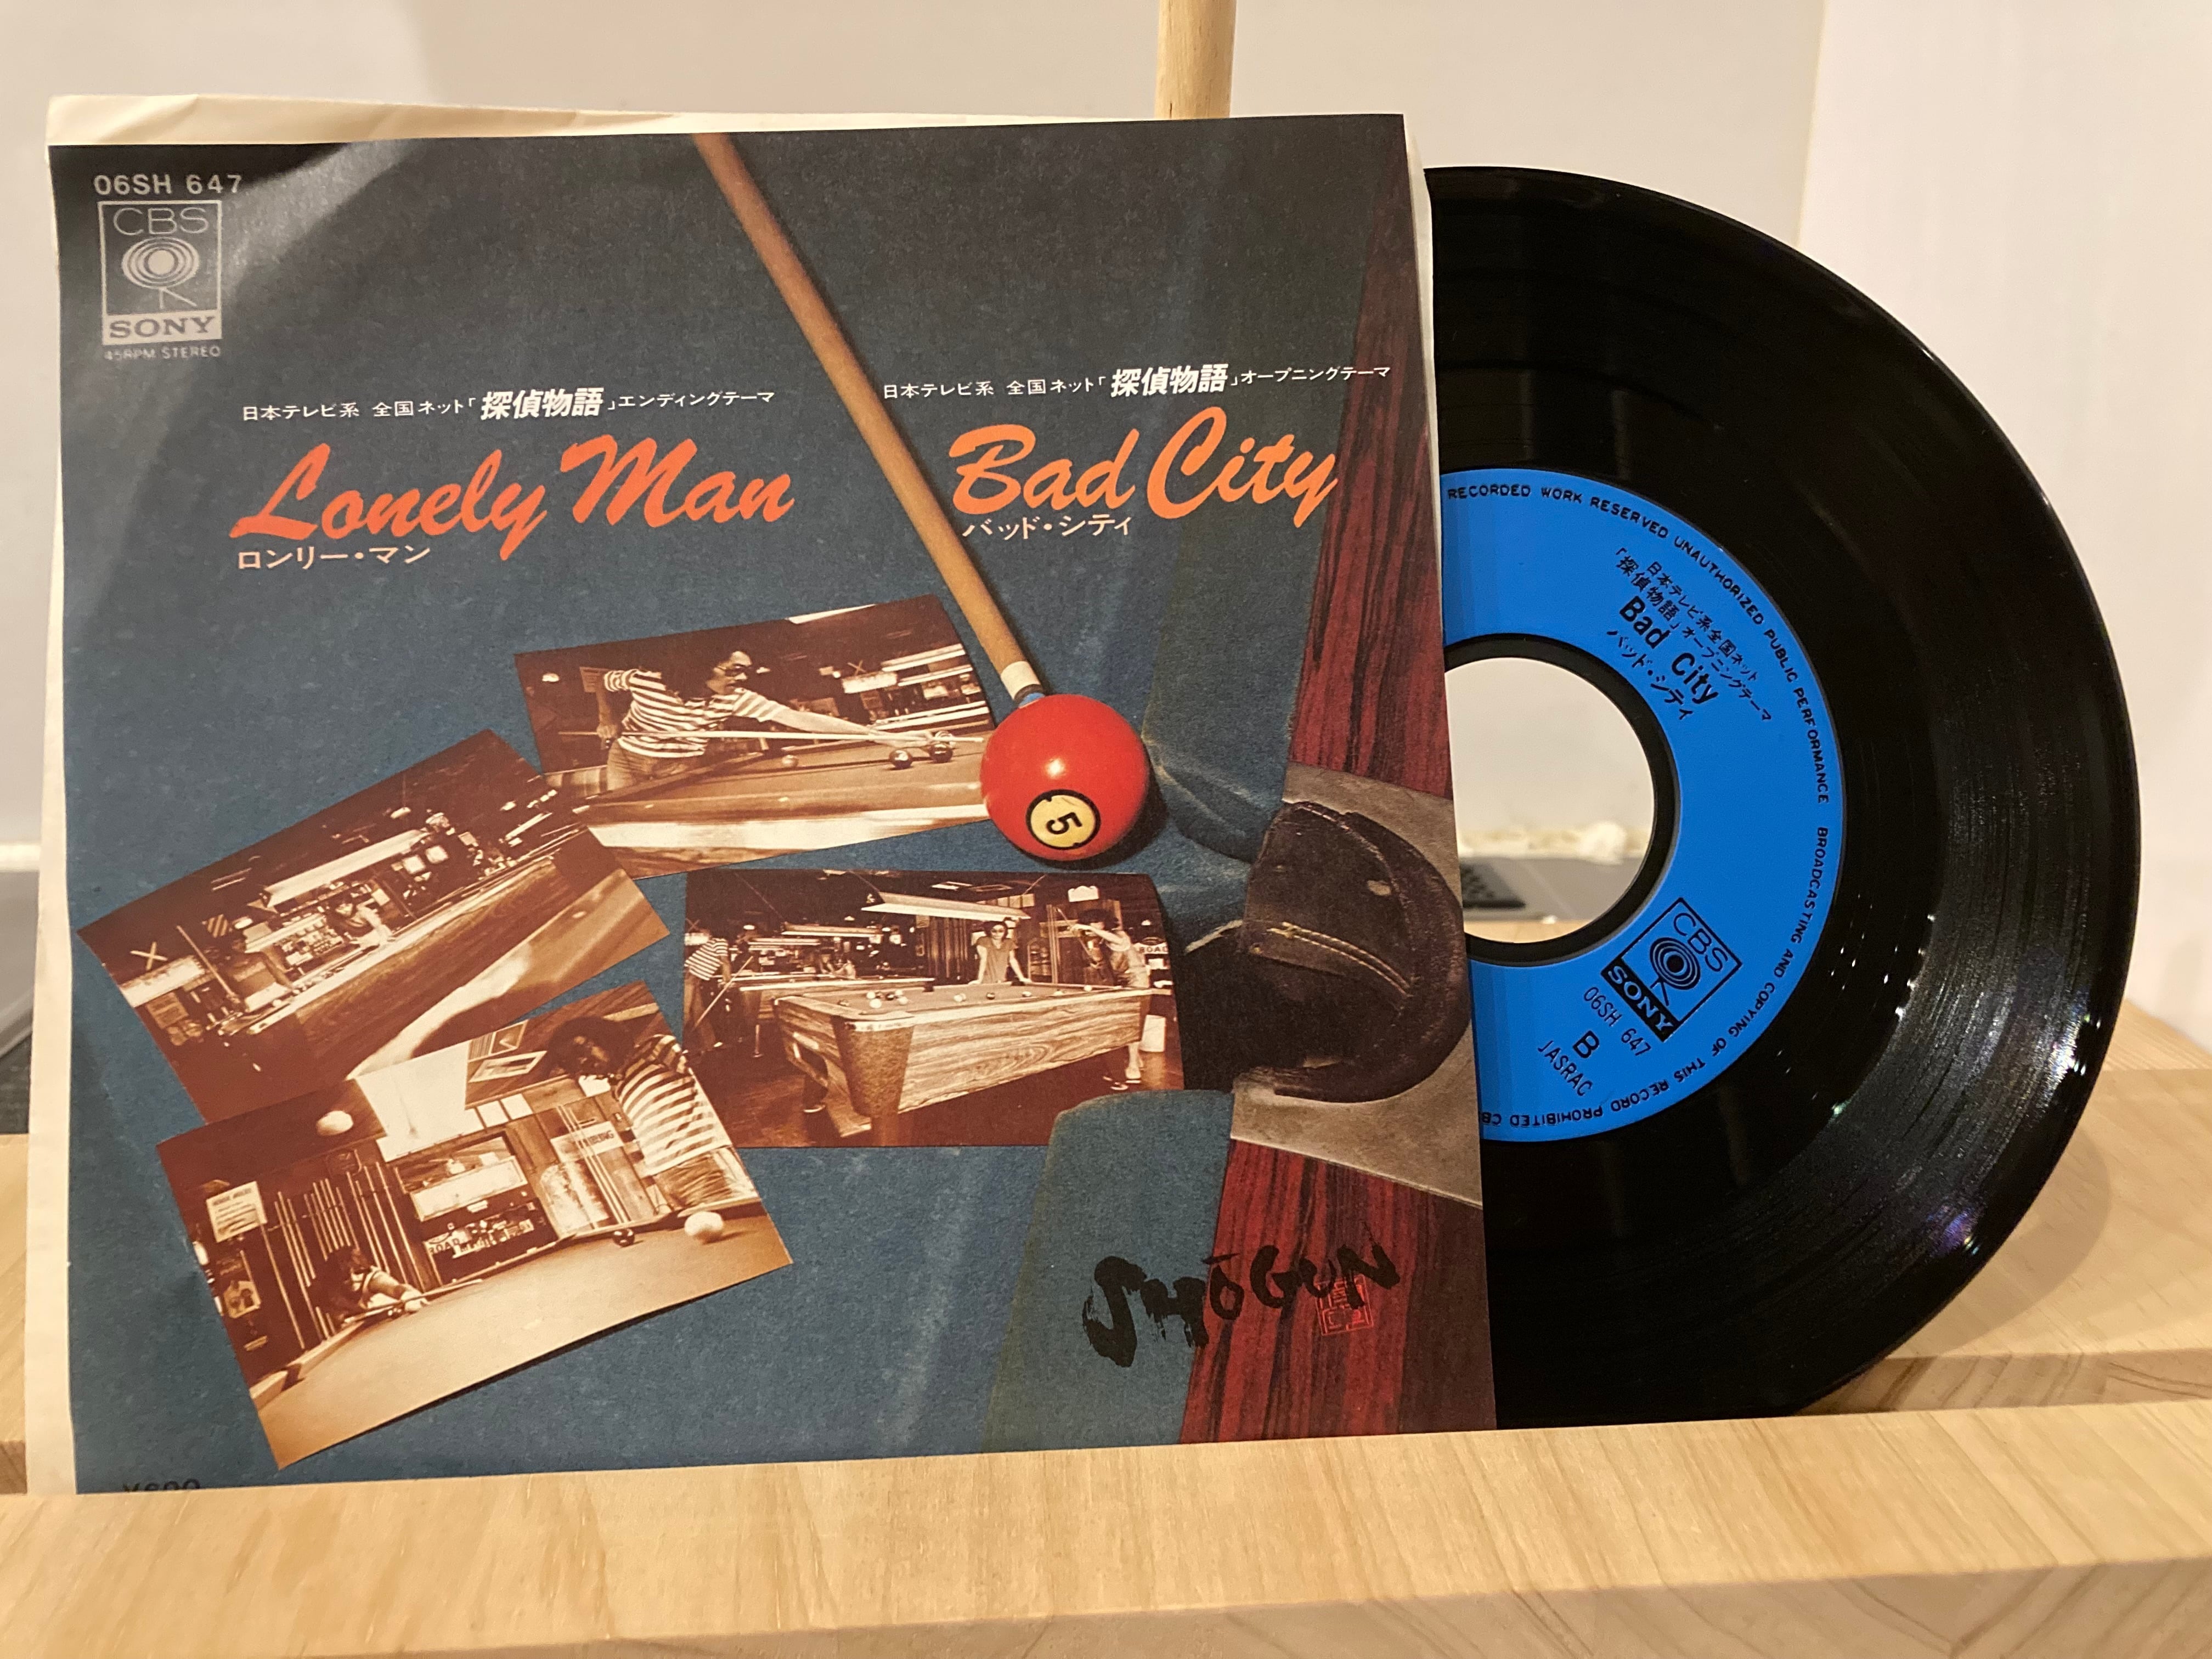 06SH 647
CBS
SONY
45RPM STEREO
日本テレビ系 全国ネット「探偵物語」エンディングテーマ
Lonely Man
ロンリー・マン
日本テレビ系 全国ネット「探偵物語」オープニングテーマ
Bad City
バッド・シティ
5
SHŌGUN
¥600
RECORDED WORK RESERVED UNAUTHORIZED PUBLIC PERFORMANCE BROADCASTING AND COPYING OF THIS RECORD PROHIBITED
日本テレビ系全国ネット
「探偵物語」オープニングテーマ
Bad City
バッド・シティ
CBS
SONY
06SH 647
B
JASRAC